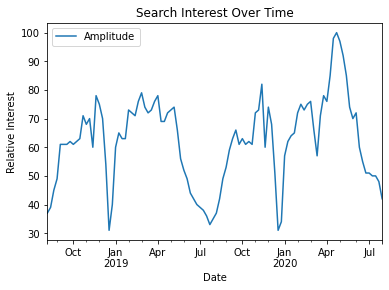 Search Interest Over Time
Amplitude
Relative Interest
100
90
80
70
60
50
40
30
Oct Jan Apr Jul Oct Jan Apr Jul
2019 2020
Date